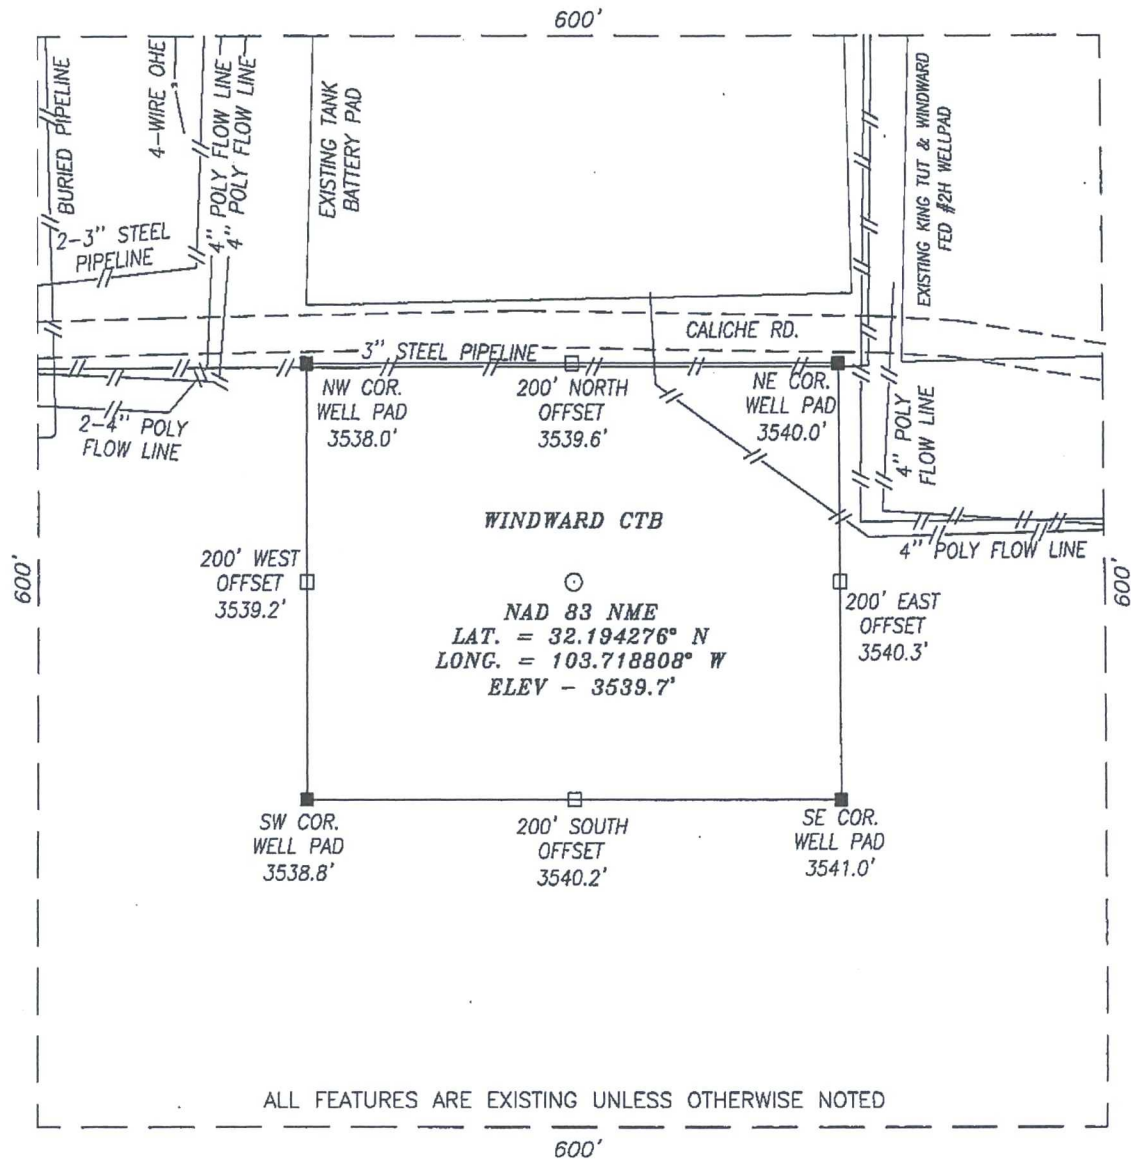 600'
BURIED PIPELINE
4-WIRE OHE
4" POLY FLOW LINE
4" POLY FLOW LINE
EXISTING TANK
BATTERY PAD
EXISTING KING TUT & WINDWARD
FED #2H WELLPAD
2-3" STEEL
PIPELINE
CALICHE RD.
3" STEEL PIPELINE
NW COR.
WELL PAD
3538.0'
200' NORTH
OFFSET
3539.6'
NE COR.
WELL PAD
3540.0'
2-4" POLY
FLOW LINE
4" POLY
FLOW LINE
WINDWARD CTB
4" POLY FLOW LINE
600'
200' WEST
OFFSET
3539.2'
NAD 83 NME
LAT. = 32.194276° N
LONG. = 103.718808° W
ELEV - 3539.7'
200' EAST
OFFSET
3540.3'
600'
SW COR.
WELL PAD
3538.8'
200' SOUTH
OFFSET
3540.2'
SE COR.
WELL PAD
3541.0'
ALL FEATURES ARE EXISTING UNLESS OTHERWISE NOTED
600'